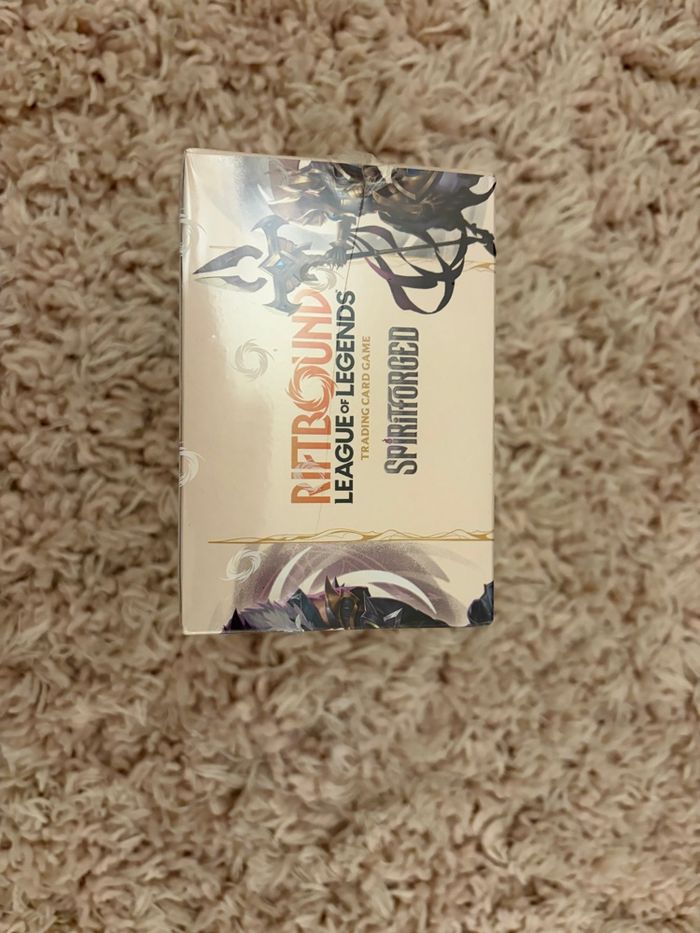 RIFTBOUND
LEAGUE OF LEGENDS
TRADING CARD GAME
SPIRITFORGED